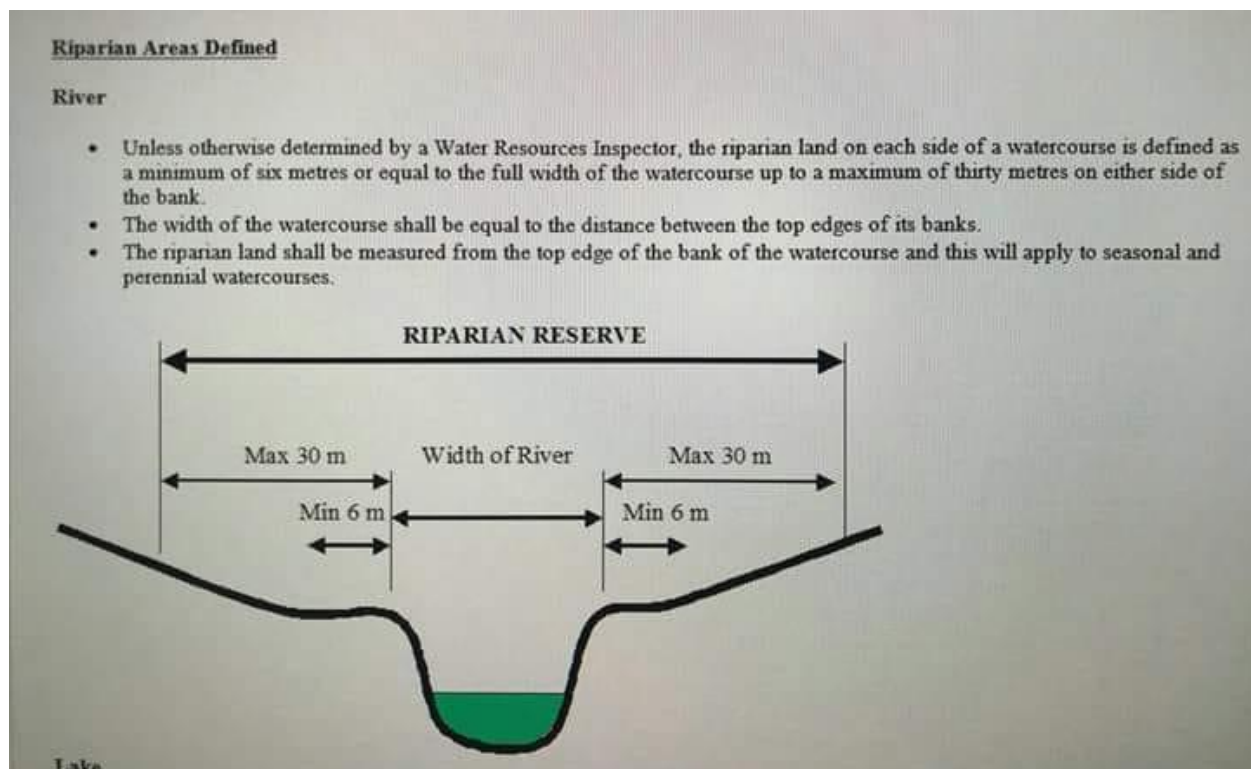 Riparian Areas Defined
River
• Unless otherwise determined by a Water Resources Inspector, the riparian land on each side of a watercourse is defined as
a minimum of six metres or equal to the full width of the watercourse up to a maximum of thirty metres on either side of
the bank.
• The width of the watercourse shall be equal to the distance between the top edges of its banks.
• The riparian land shall be measured from the top edge of the bank of the watercourse and this will apply to seasonal and
perennial watercourses.
RIPARIAN RESERVE
Max 30 m Width of River Max 30 m
Min 6 m Min 6 m
Lake